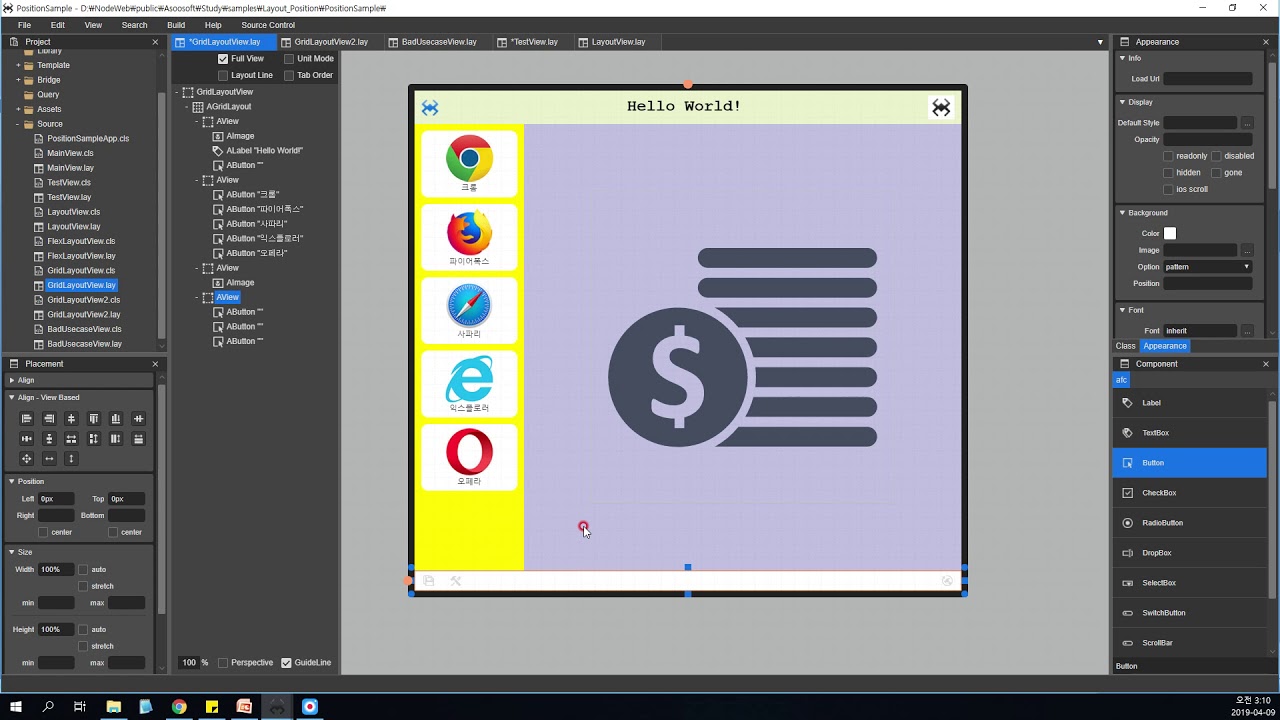 PositionSample - D:₩NodeWeb₩public₩Asoosoft₩Study₩samples₩Layout_Position₩PositionSample₩
File Edit View Search Build Help Source Control
Project
Library
Template
Bridge
Query
Assets
Source
PositionSampleApp.cls
MainView.cls
MainView.lay
TestView.cls
TestView.lay
LayoutView.cls
LayoutView.lay
FlexLayoutView.cls
FlexLayoutView.lay
GridLayoutView.cls
GridLayoutView.lay
GridLayoutView2.cls
GridLayoutView2.lay
BadUsecaseView.cls
BadUsecaseView.lay
Placement
Align
Align - View Based
Position
Left 0px Top 0px
Right Bottom
center center
Size
Width 100% auto
stretch
min max
Height 100% auto
stretch
min max
*GridLayoutView.lay GridLayoutView2.lay BadUsecaseView.lay *TestView.lay LayoutView.lay
Full View Unit Mode
Layout Line Tab Order
GridLayoutView
AGridLayout
AView
AImage
ALabel "Hello World!"
AButton ""
AView
AButton "크롬"
AButton "파이어폭스"
AButton "사파리"
AButton "익스플로러"
AButton "오페라"
AView
AImage
AView
AButton ""
AButton ""
AButton ""
100 % Perspective GuideLine
Hello World!
크롬
파이어폭스
사파리
익스플로러
오페라
$
Appearance
Info
Load Url
Display
Default Style ...
Opacity
readonly disabled
hidden gone
ios scroll
Background
Color
Image ...
Option pattern
Position
Font
Font inherit ...
Class Appearance
Component
afc
Label
TextBox
Button
CheckBox
RadioButton
DropBox
SelectBox
SwitchButton
ScrollBar
Button
오전 3:10
2019-04-09